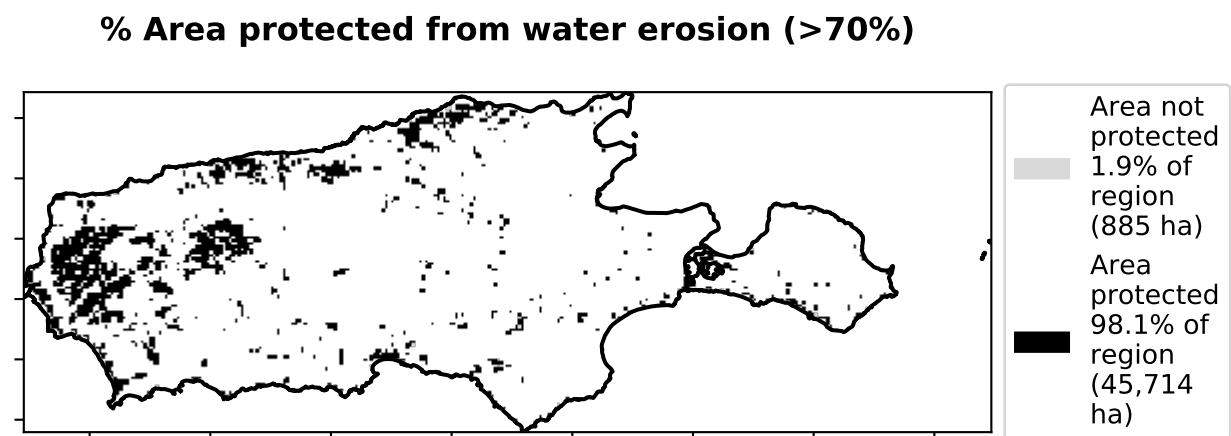 % Area protected from water erosion (>70%)
Area not
protected
1.9% of
region
(885 ha)
Area
protected
98.1% of
region
(45,714
ha)